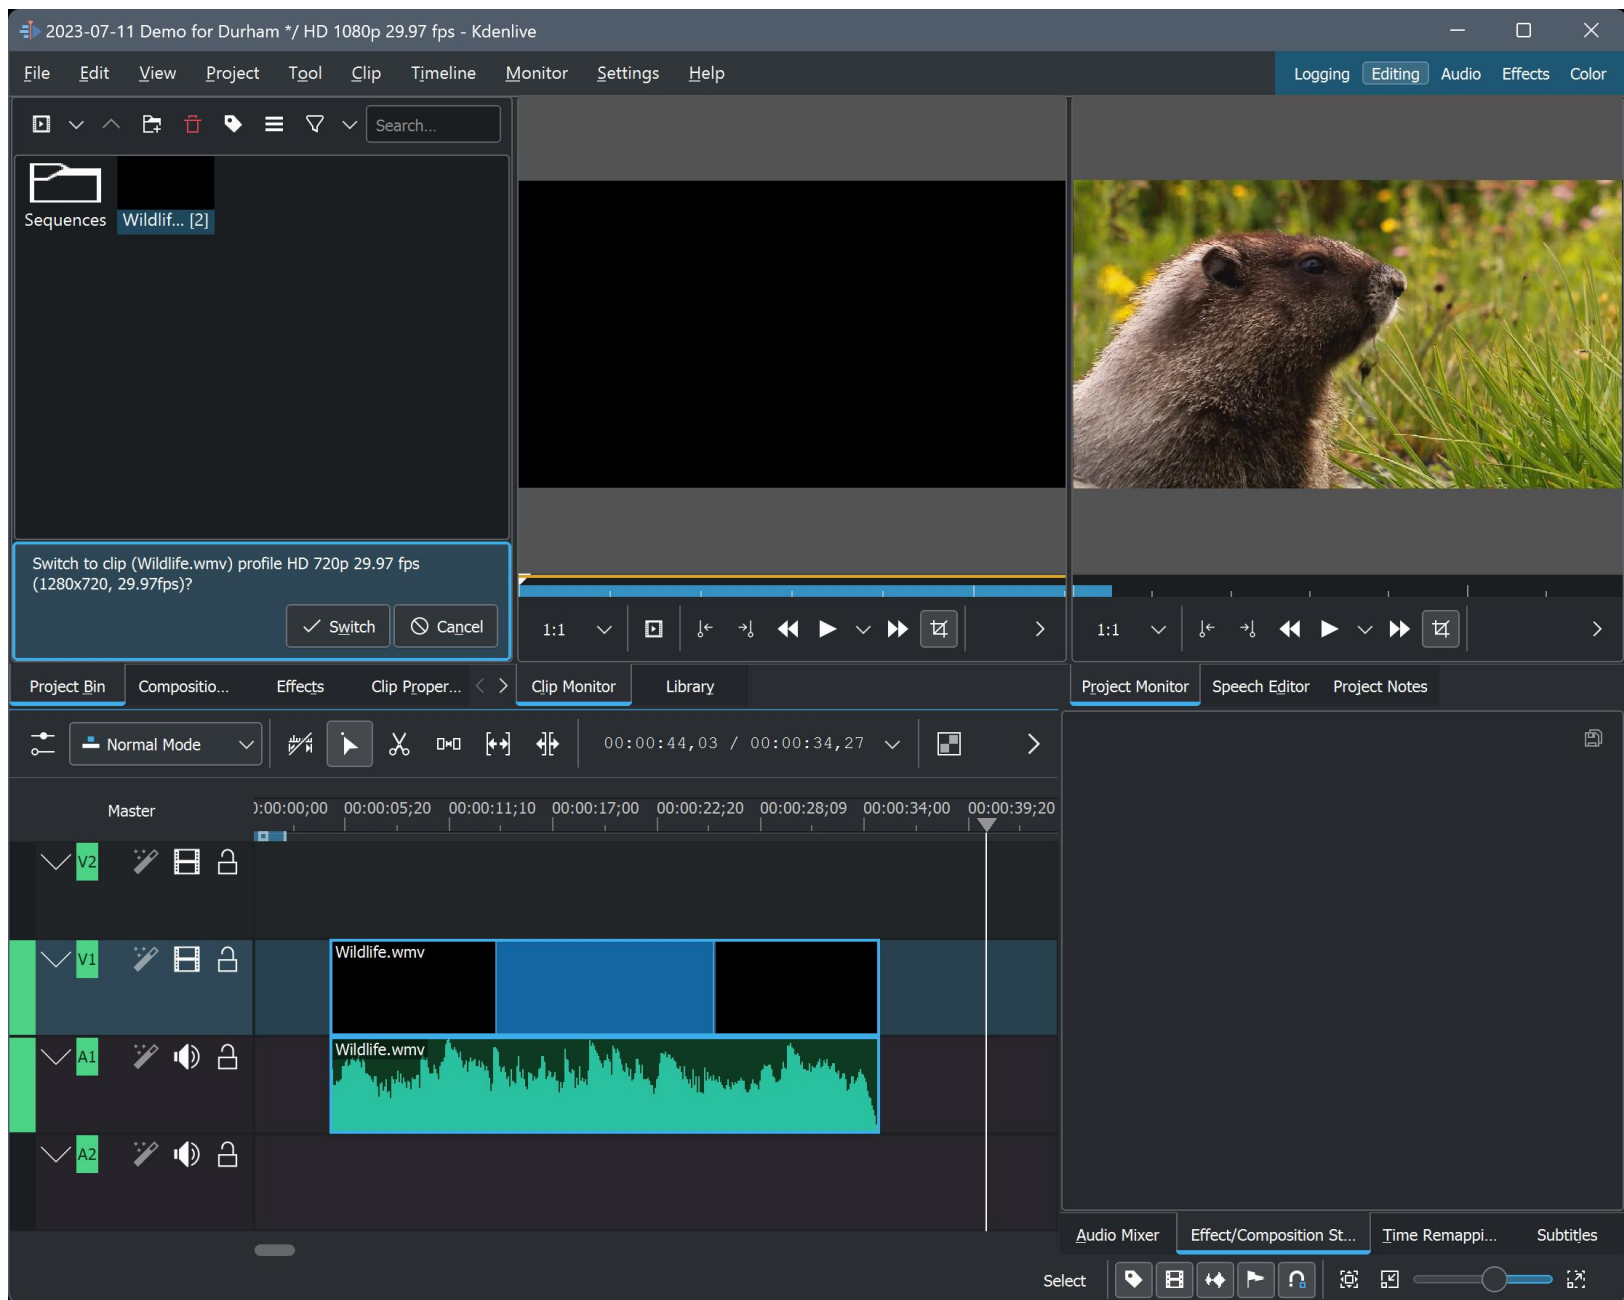 2023-07-11 Demo for Durham */ HD 1080p 29.97 fps - Kdenlive
File Edit View Project Tool Clip Timeline Monitor Settings Help
Logging Editing Audio Effects Color
Search...
Sequences Wildlif... [2]
Switch to clip (Wildlife.wmv) profile HD 720p 29.97 fps
(1280x720, 29.97fps)?
Switch Cancel
1:1
1:1
Project Bin Compositio... Effects Clip Proper... Clip Monitor Library
Project Monitor Speech Editor Project Notes
Normal Mode
00:00:44,03 / 00:00:34,27
Master
):00:00;00 00:00:05;20 00:00:11;10 00:00:17;00 00:00:22;20 00:00:28;09 00:00:34;00 00:00:39;20
V2
V1
Wildlife.wmv
A1
Wildlife.wmv
A2
Audio Mixer Effect/Composition St... Time Remappi... Subtitles
Select